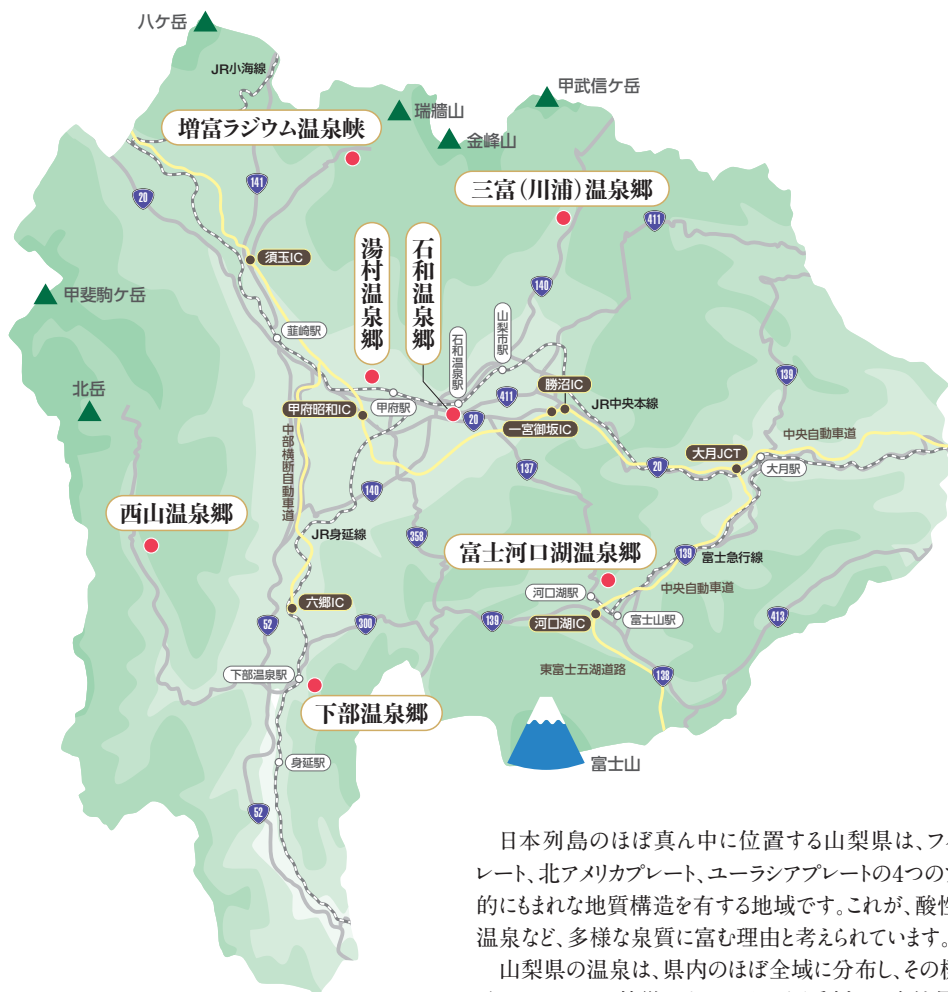 八ケ岳
JR小海線
甲武信ケ岳
瑞牆山
増富ラジウム温泉峡
金峰山
三富(川浦)温泉郷
20
141
411
湯村温泉郷
石和温泉郷
須玉IC
140
甲斐駒ケ岳
山梨市駅
韮崎駅
石和温泉駅
139
勝沼IC
北岳
甲府昭和IC
甲府駅
411
JR中央本線
20
一宮御坂IC
中央自動車道
中部横断自動車道
大月JCT
137
20
大月駅
140
西山温泉郷
JR身延線
358
富士河口湖温泉郷
139
富士急行線
河口湖駅
中央自動車道
六郷IC
52
300
139
河口湖IC
富士山駅
413
下部温泉駅
東富士五湖道路
138
下部温泉郷
富士山
身延駅
52
日本列島のほぼ真ん中に位置する山梨県は、フ
レート、北アメリカプレート、ユーラシアプレートの4つの
的にもまれな地質構造を有する地域です。これが、酸性
温泉など、多様な泉質に富む理由と考えられています。
山梨県の温泉は、県内のほぼ全域に分布し、その